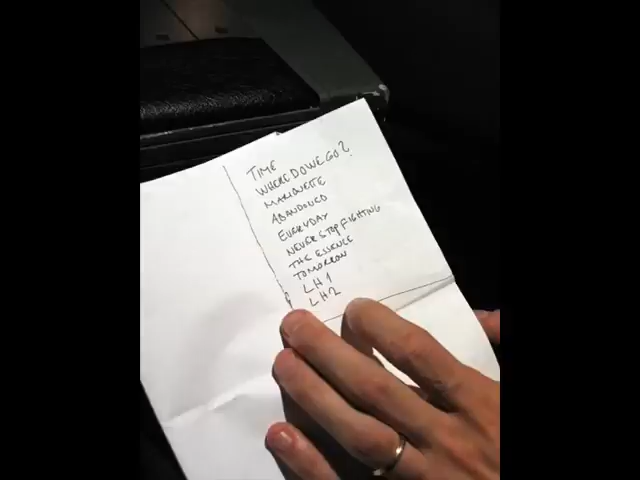 TIME
WHERE DO WE GO?
MARIONETTE
ABANDONED
EVERYDAY
NEVER STOP FIGHTING
THE ESSENCE
TOMORROW
LH1
LH2